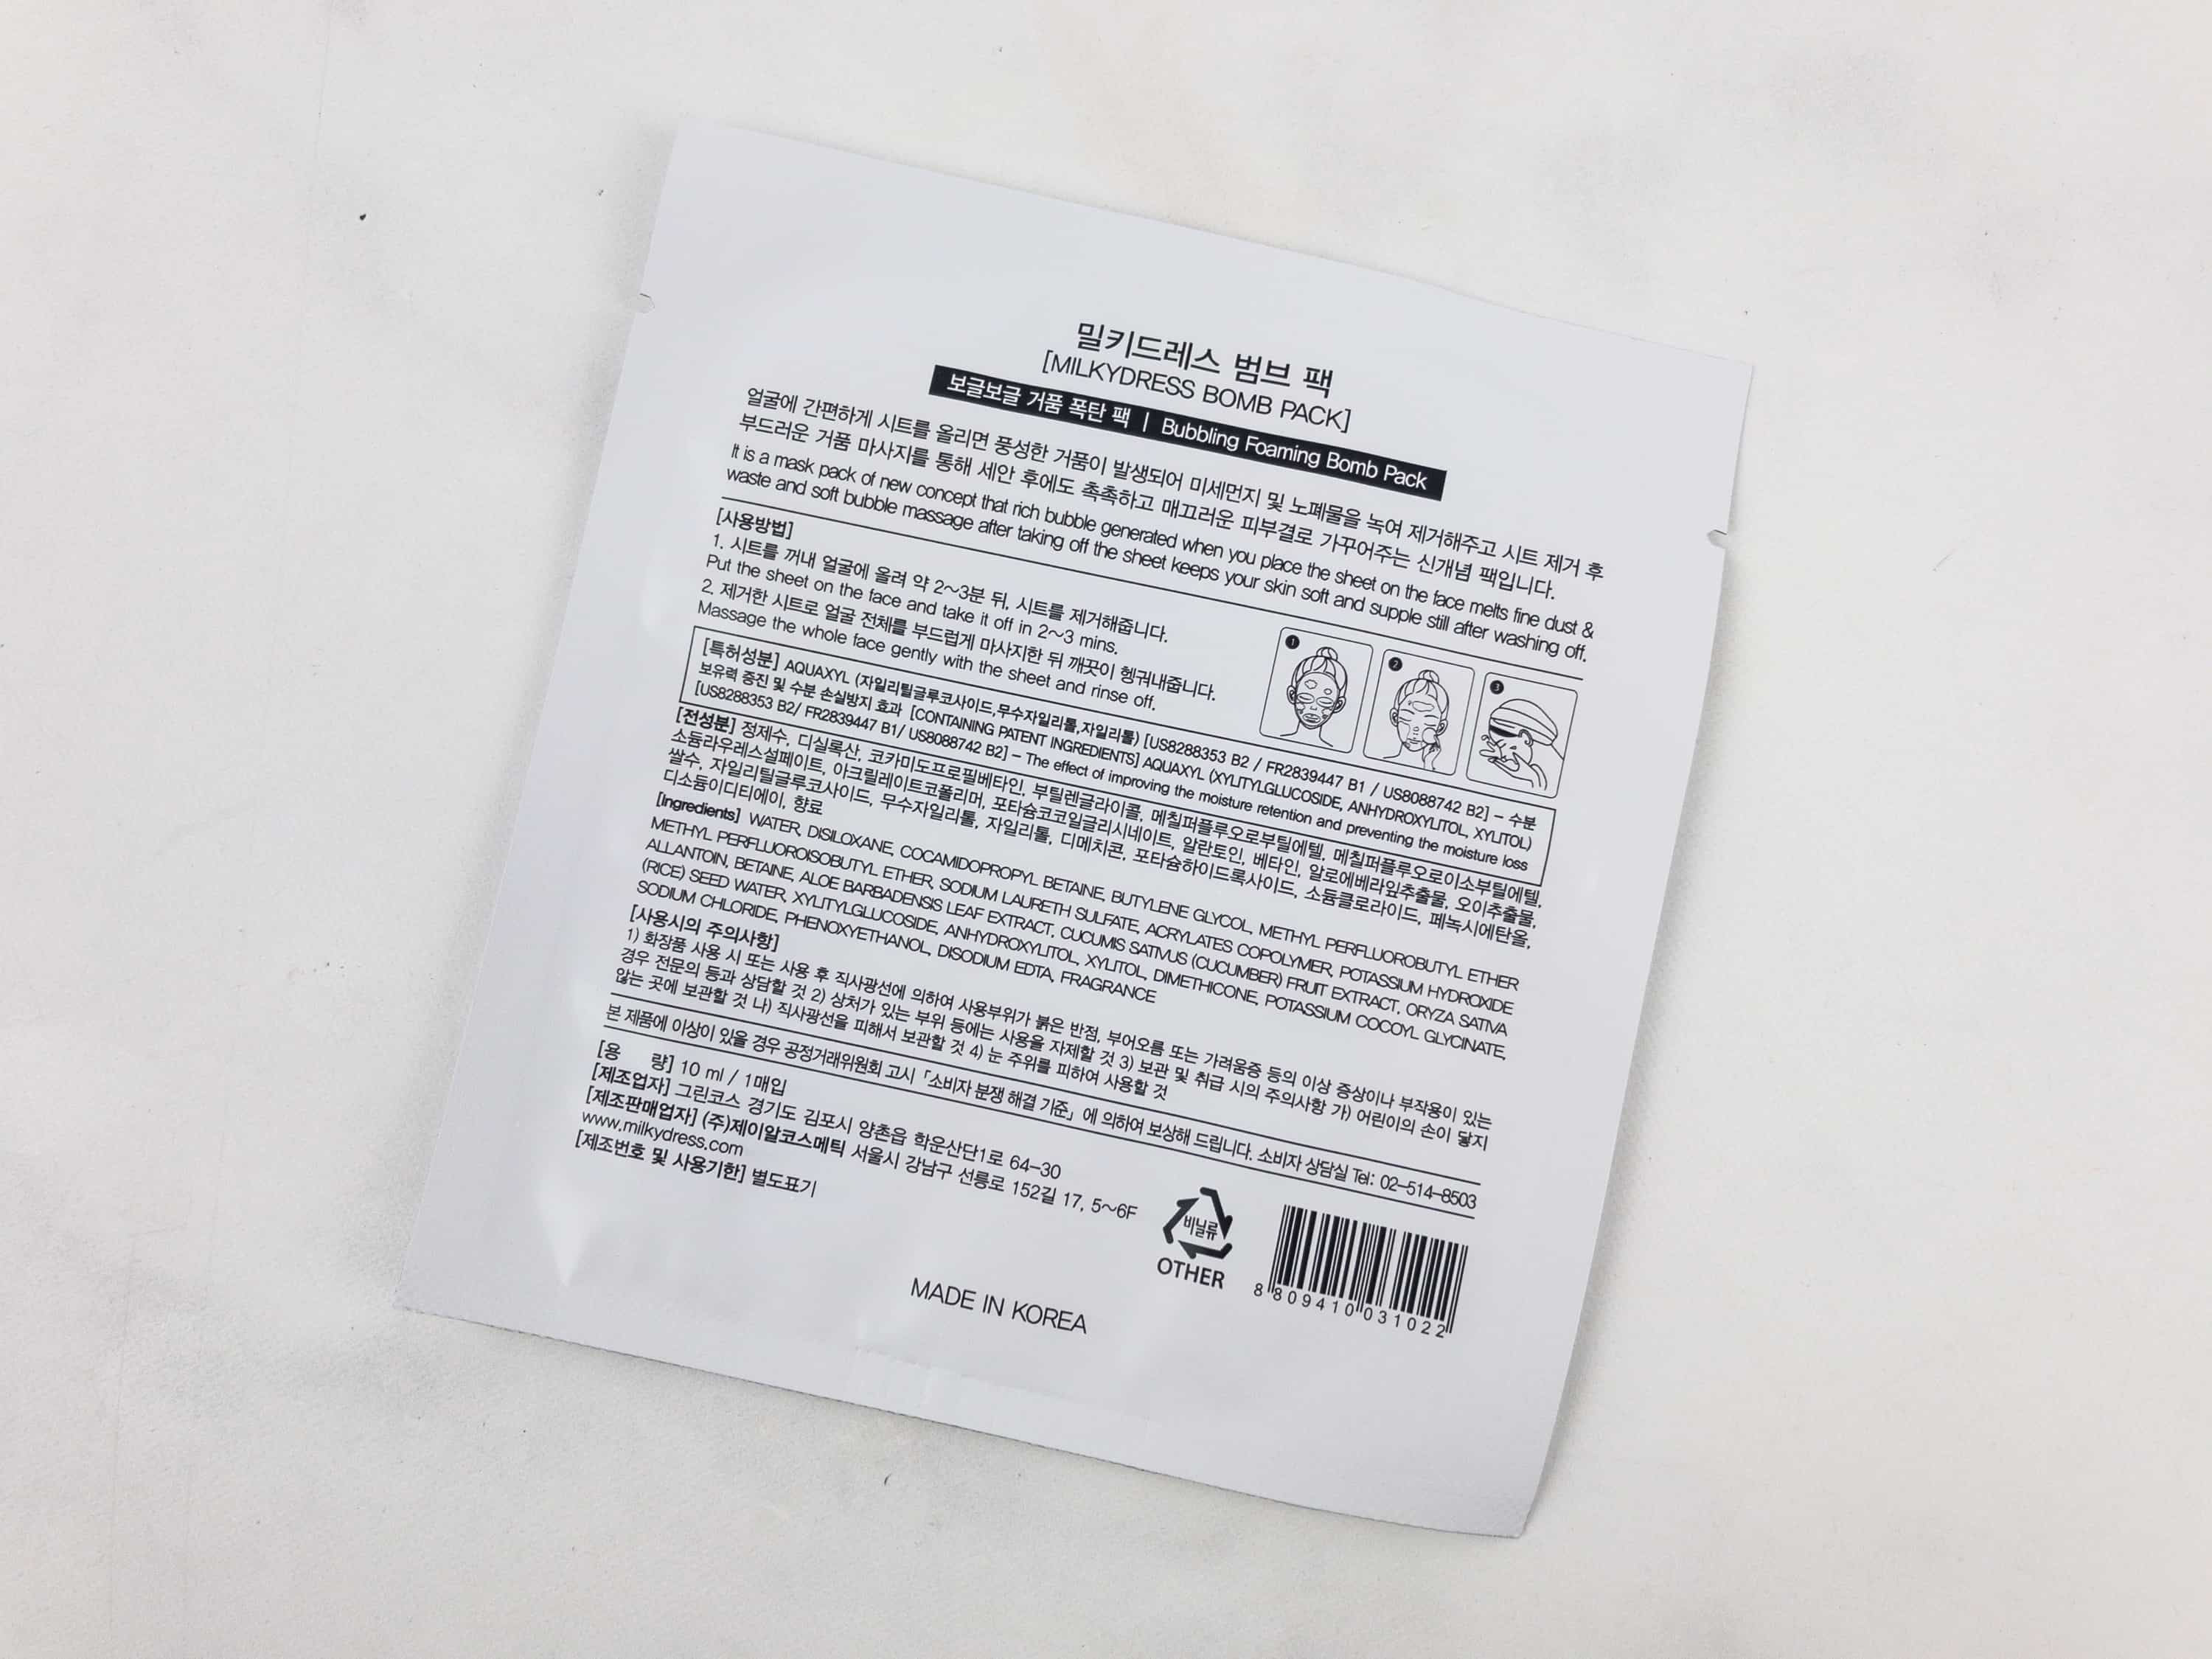 밀키드레스 범브 팩
[MILKYDRESS BOMB PACK]
보글보글 거품 폭탄 팩 | Bubbling Foaming Bomb Pack
얼굴에 간편하게 시트를 올리면 풍성한 거품이 발생되어 미세먼지 및 노폐물을 녹여 제거해주고 시트 제거 후
부드러운 거품 마사지를 통해 세안 후에도 촉촉하고 매끄러운 피부결로 가꾸어주는 신개념 팩입니다.
It is a mask pack of new concept that rich bubble generated when you place the sheet on the face melts fine dust &
waste and soft bubble massage after taking off the sheet keeps your skin soft and supple still after washing off.
[사용방법]
1. 시트를 꺼내 얼굴에 올려 약 2~3분 뒤, 시트를 제거해줍니다.
Put the sheet on the face and take it off in 2~3 mins.
2. 제거한 시트로 얼굴 전체를 부드럽게 마사지한 뒤 깨끗이 헹궈내줍니다.
Massage the whole face gently with the sheet and rinse off.
1
2
3
[특허성분] AQUAXYL (자일리틸글루코사이드,무수자일리톨,자일리톨) [US8288353 B2 / FR2839447 B1 / US8088742 B2] – 수분
보유력 증진 및 수분 손실방지 효과 [CONTAINING PATENT INGREDIENTS] AQUAXYL (XYLITYLGLUCOSIDE, ANHYDROXYLITOL, XYLITOL)
[US8288353 B2/ FR2839447 B1/ US8088742 B2] – The effect of improving the moisture retention and preventing the moisture loss
[전성분] 정제수, 디실록산, 코카미도프로필베타인, 부틸렌글라이콜, 메칠퍼플루오로부틸에텔, 메칠퍼플루오로이소부틸에텔,
소듐라우레스설페이트, 아크릴레이트코폴리머, 포타슘코코일글리시네이트, 알란토인, 베타인, 알로에베라잎추출물, 오이추출물,
쌀수, 자일리틸글루코사이드, 무수자일리톨, 자일리톨, 디메치콘, 포타슘하이드록사이드, 소듐클로라이드, 페녹시에탄올,
디소듐이디티에이, 향료
[Ingredients] WATER, DISILOXANE, COCAMIDOPROPYL BETAINE, BUTYLENE GLYCOL, METHYL PERFLUOROBUTYL ETHER
METHYL PERFLUOROISOBUTYL ETHER, SODIUM LAURETH SULFATE, ACRYLATES COPOLYMER, POTASSIUM HYDROXIDE
ALLANTOIN, BETAINE, ALOE BARBADENSIS LEAF EXTRACT, CUCUMIS SATIVUS (CUCUMBER) FRUIT EXTRACT, ORYZA SATIVA
(RICE) SEED WATER, XYLITYLGLUCOSIDE, ANHYDROXYLITOL, XYLITOL, DIMETHICONE, POTASSIUM COCOYL GLYCINATE,
SODIUM CHLORIDE, PHENOXYETHANOL, DISODIUM EDTA, FRAGRANCE
[사용시의 주의사항]
1) 화장품 사용 시 또는 사용 후 직사광선에 의하여 사용부위가 붉은 반점, 부어오름 또는 가려움증 등의 이상 증상이나 부작용이 있는
경우 전문의 등과 상담할 것 2) 상처가 있는 부위 등에는 사용을 자제할 것 3) 보관 및 취급 시의 주의사항 가) 어린이의 손이 닿지
않는 곳에 보관할 것 나) 직사광선을 피해서 보관할 것 4) 눈 주위를 피하여 사용할 것
본 제품에 이상이 있을 경우 공정거래위원회 고시「소비자 분쟁 해결 기준」에 의하여 보상해 드립니다. 소비자 상담실 Tel: 02–514–8503
[용 량] 10 ml / 1매입
[제조업자] 그린코스 경기도 김포시 양촌읍 학운산단1로 64–30
[제조판매업자] (주)제이알코스메틱 서울시 강남구 선릉로 152길 17, 5~6F
www.milkydress.com
[제조번호 및 사용기한] 별도표기
비닐류
OTHER
8 809410 031022
MADE IN KOREA